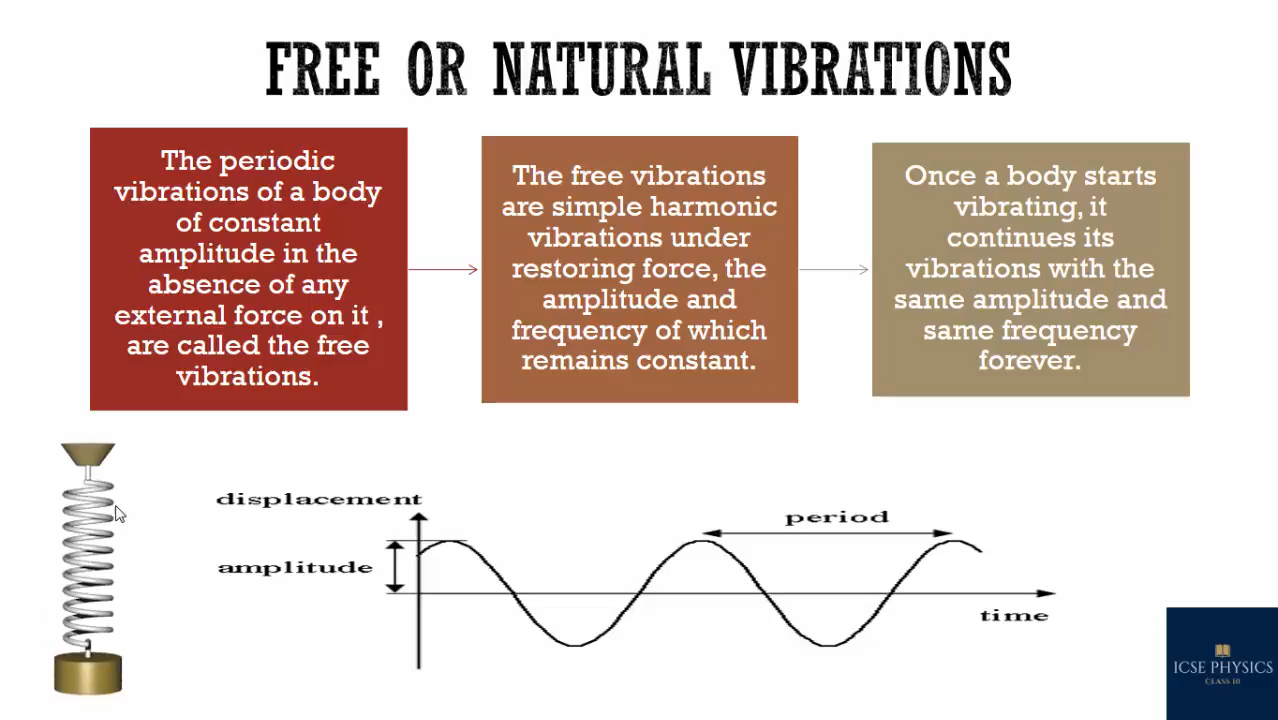 FREE OR NATURAL VIBRATIONS
The periodic
vibrations of a body
of constant
amplitude in the
absence of any
external force on it ,
are called the free
vibrations.
The free vibrations
are simple harmonic
vibrations under
restoring force, the
amplitude and
frequency of which
remains constant.
Once a body starts
vibrating, it
continues its
vibrations with the
same amplitude and
same frequency
forever.
displacement
period
amplitude
time
ICSE PHYSICS
CLASS 10